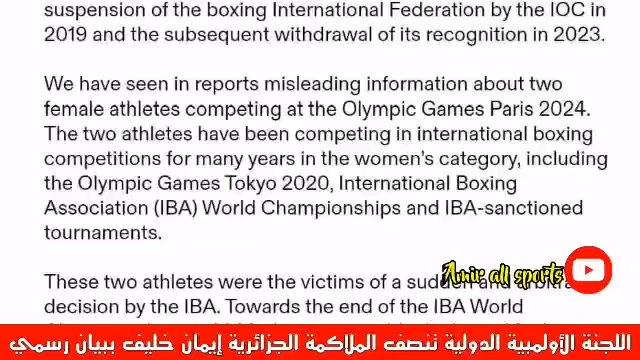 suspension of the boxing International Federation by the IOC in
2019 and the subsequent withdrawal of its recognition in 2023.
We have seen in reports misleading information about two
female athletes competing at the Olympic Games Paris 2024.
The two athletes have been competing in international boxing
competitions for many years in the women's category, including
the Olympic Games Tokyo 2020, International Boxing
Association (IBA) World Championships and IBA-sanctioned
tournaments.
Amir all sports
These two athletes were the victims of a sudden and
decision by the IBA. Towards the end of the IBA World
اللجنة الأولمبية الدولية تنصف الملاكمة الجزائرية إيمان خليف ببيان رسمي